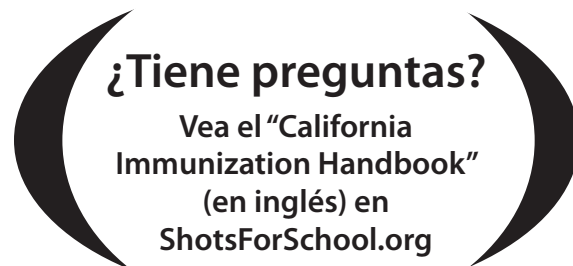 ¿Tiene preguntas?
Vea el “California
Immunization Handbook”
(en inglés) en
ShotsForSchool.org